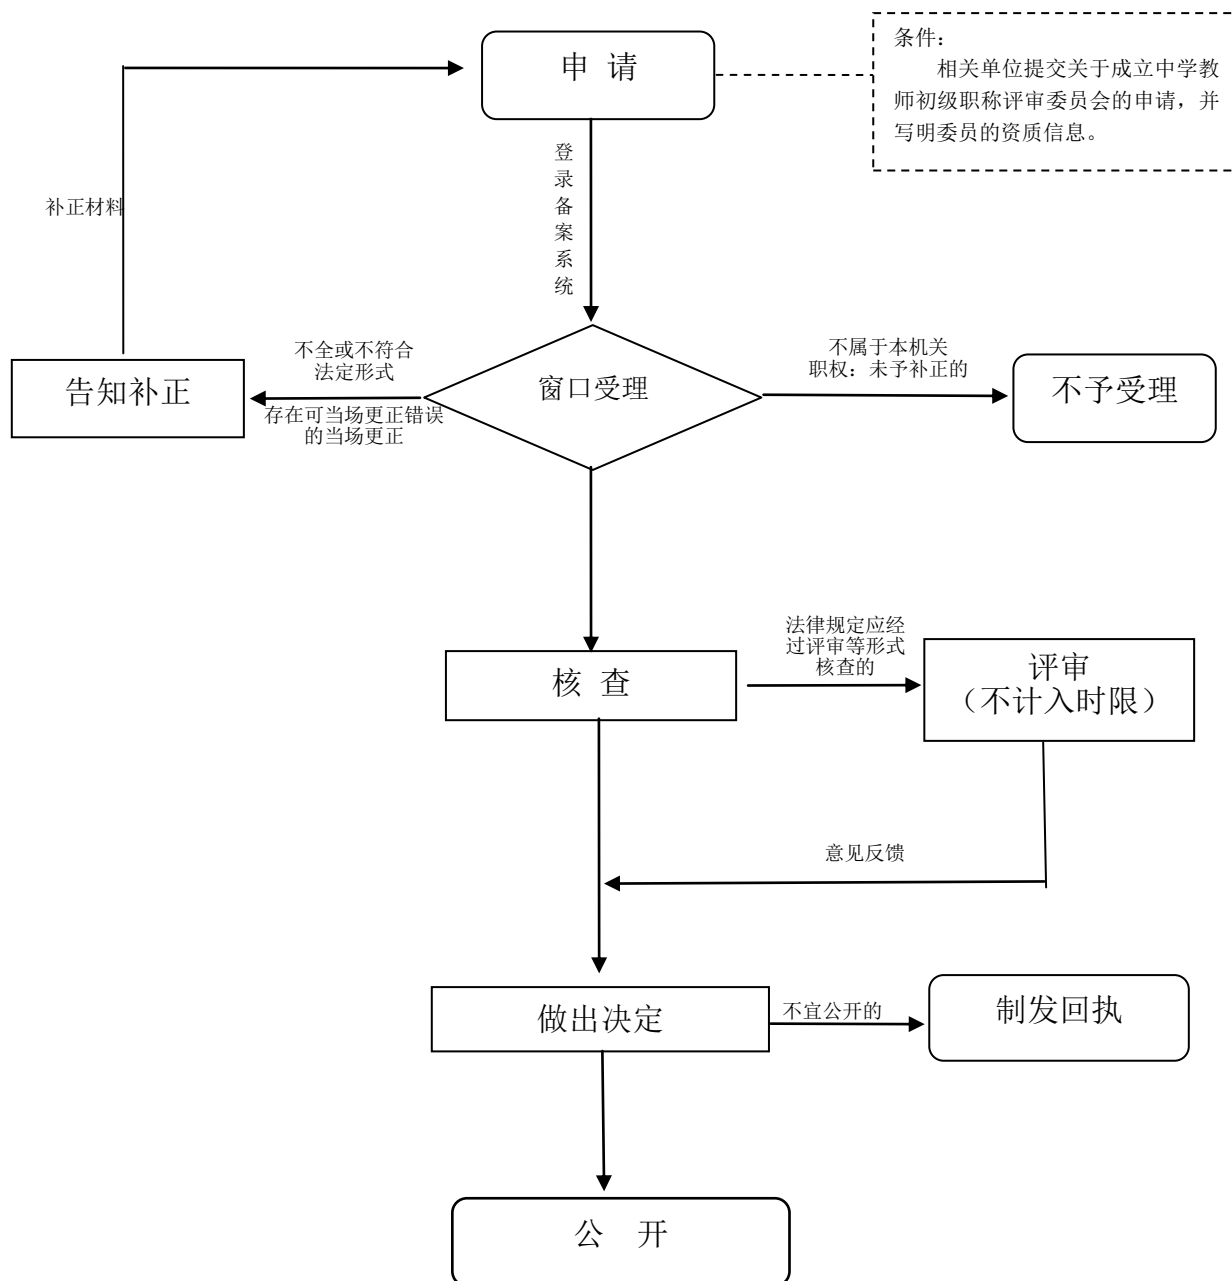 申 请
条件：
相关单位提交关于成立中学教
师初级职称评审委员会的申请，并
写明委员的资质信息。
登
录
备
案
系
统
补正材料
不全或不符合
法定形式
存在可当场更正错误
的当场更正
告知补正
窗口受理
不属于本机关
职权：未予补正的
不予受理
核 查
法律规定应经
过评审等形式
核查的
评审
（不计入时限）
意见反馈
做出决定
不宜公开的
制发回执
公 开